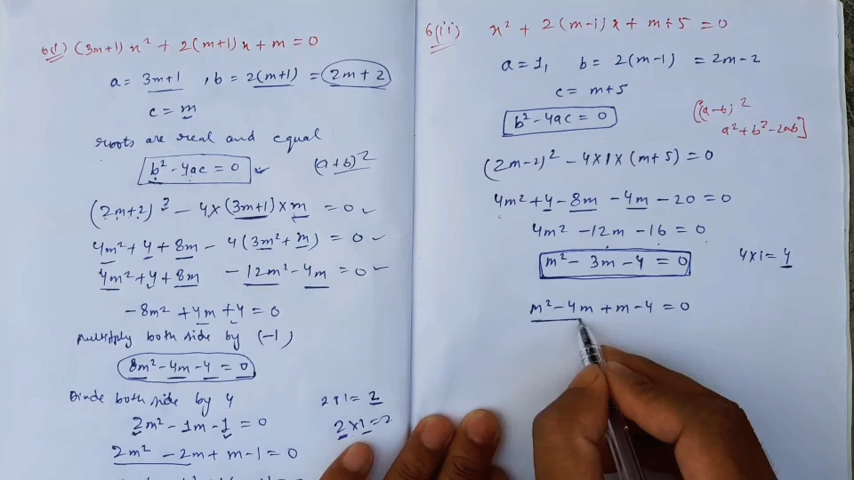 6(i) (3m+1) x² + 2(m+1)x + m = 0
a = 3m+1 , b = 2(m+1) = 2m+2
c = m
roots are real and equal
b² - 4ac = 0 (a+b)²
(2m+2)² - 4×(3m+1)×m = 0
4m² + 4 + 8m - 4(3m²+m) = 0
4m² + 4 + 8m - 12m² - 4m = 0
-8m² + 4m + 4 = 0
multiply both side by (-1)
8m² - 4m - 4 = 0
Divide both side by 4 2×1 = 2
2m² - 1m - 1 = 0 2×1 = 2
2m² - 2m + m - 1 = 0
6(ii) x² + 2(m-1)x + m+5 = 0
a = 1, b = 2(m-1) = 2m-2
c = m+5
b² - 4ac = 0 [(a-b)²
a² + b² - 2ab]
(2m-2)² - 4×1×(m+5) = 0
4m² + 4 - 8m - 4m - 20 = 0
4m² - 12m - 16 = 0
m² - 3m - 4 = 0 4×1 = 4
m² - 4m + m - 4 = 0